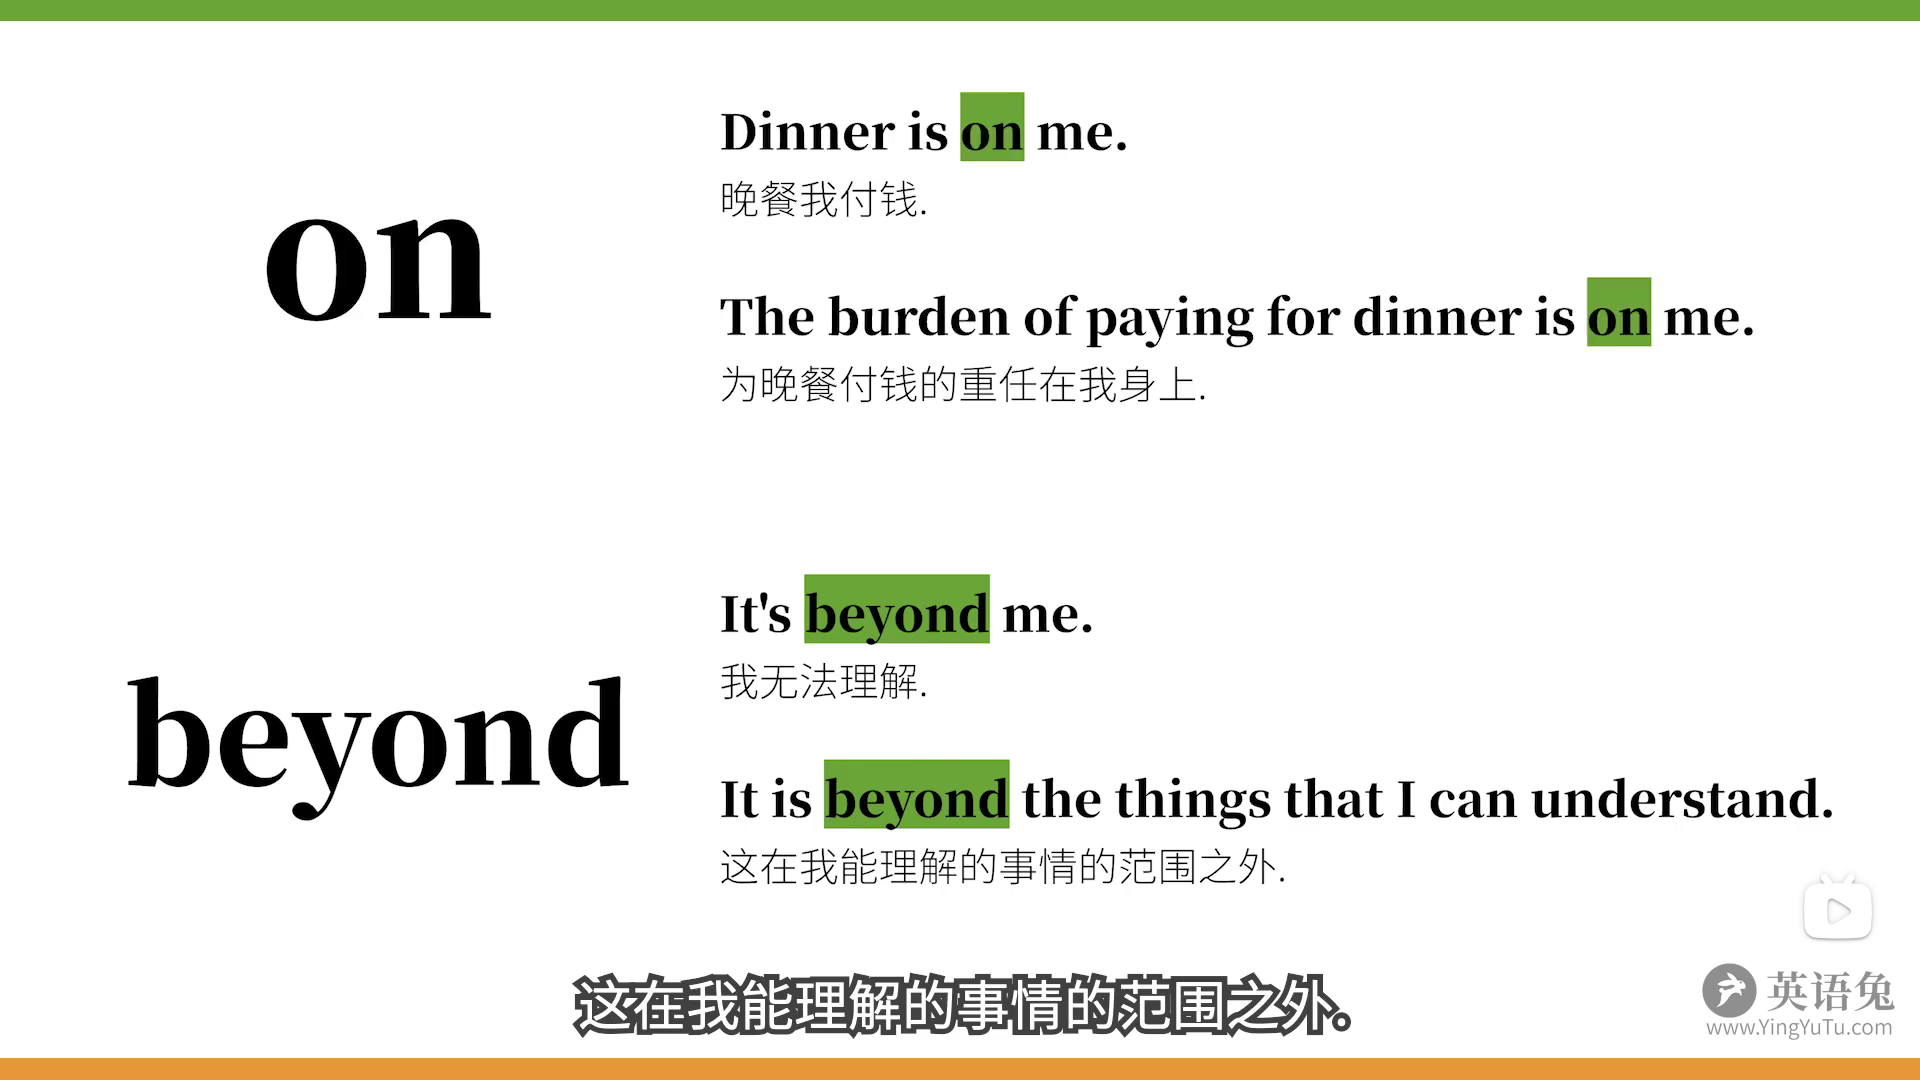 on
Dinner is on me.
晚餐我付钱.
The burden of paying for dinner is on me.
为晚餐付钱的重任在我身上.
beyond
It's beyond me.
我无法理解.
It is beyond the things that I can understand.
这在我能理解的事情的范围之外.
这在我能理解的事情的范围之外。
英语兔
www.YingYuTu.com